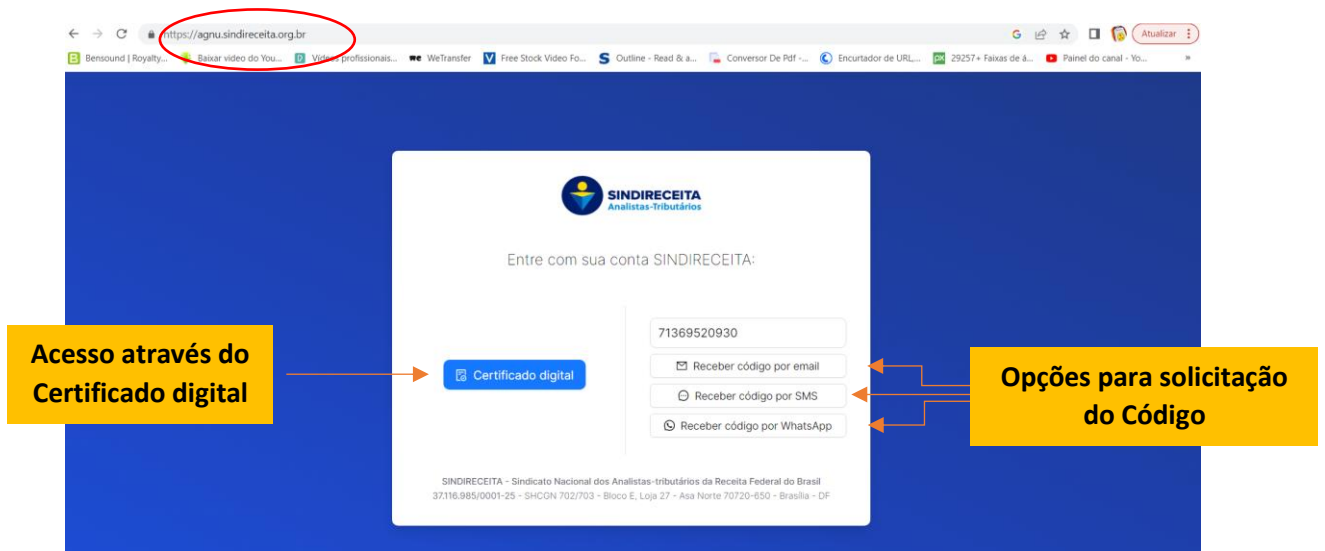 https://agnu.sindireceita.org.br
Atualizar
Bensound | Royalty... Baixar video do You... Vídeos profissionais... WeTransfer Free Stock Video Fo... Outline - Read & a... Conversor De Pdf -... Encurtador de URL,... 29257+ Faixas de á... Painel do canal - Yo... »
SINDIRECEITA
Analistas-Tributários
Entre com sua conta SINDIRECEITA:
71369520930
Acesso através do
Certificado digital
Certificado digital
Receber código por email
Receber código por SMS
Receber código por WhatsApp
Opções para solicitação
do Código
SINDIRECEITA - Sindicato Nacional dos Analistas-tributários da Receita Federal do Brasil
37.116.985/0001-25 - SHCGN 702/703 - Bloco E, Loja 27 - Asa Norte 70720-650 - Brasília - DF